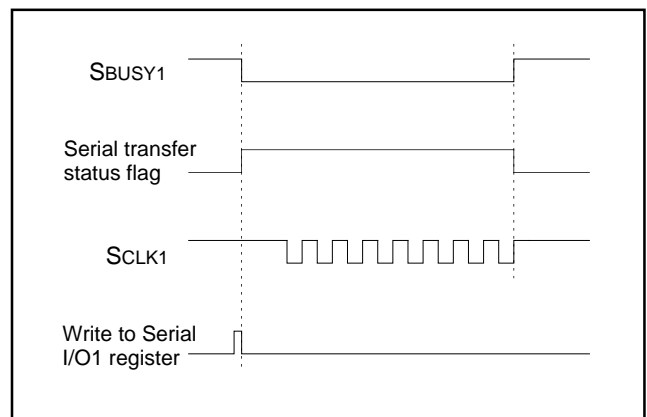 SBUSY1
Serial transfer
status flag
SCLK1
Write to Serial
I/O1 register